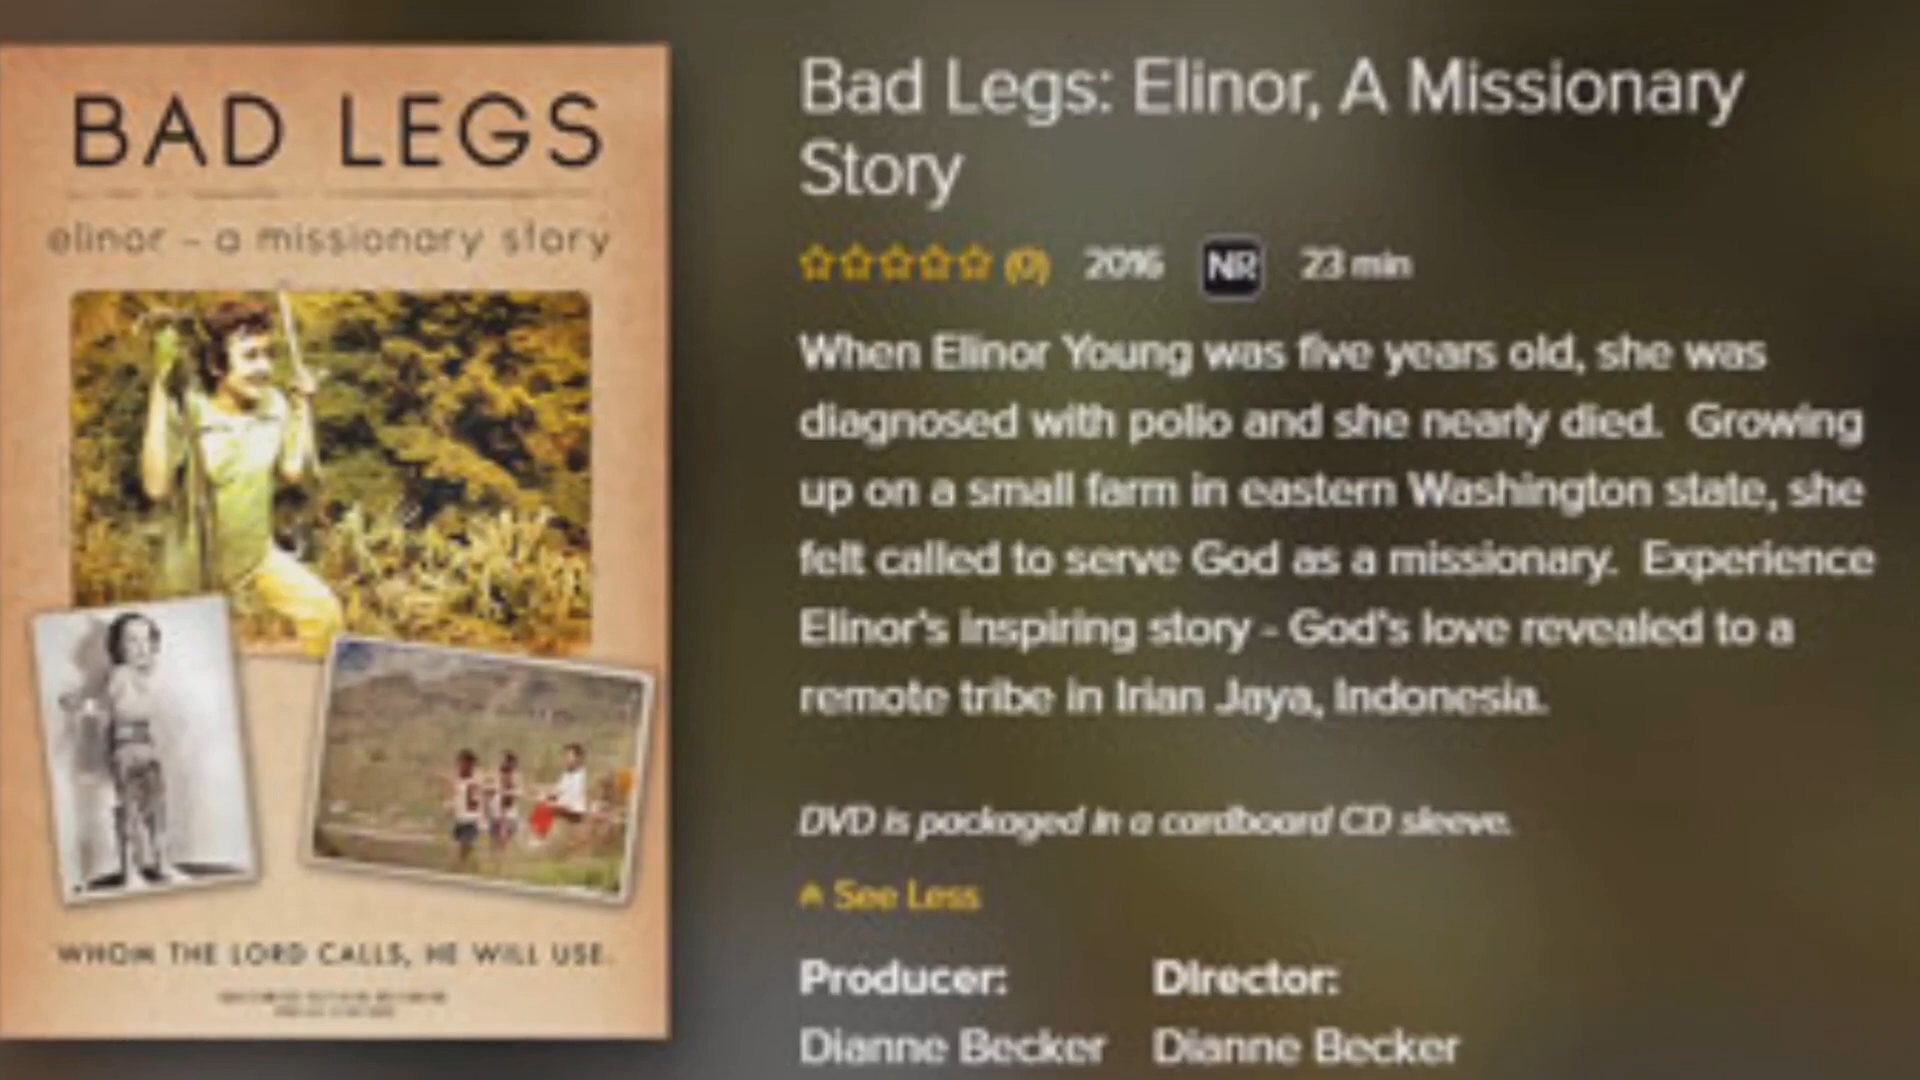 BAD LEGS
elinor - a missionary story
WHOM THE LORD CALLS, HE WILL USE.
Bad Legs: Elinor, A Missionary
Story
(0) 2016 NR 23 min
When Elinor Young was five years old, she was
diagnosed with polio and she nearly died. Growing
up on a small farm in eastern Washington state, she
felt called to serve God as a missionary. Experience
Elinor's inspiring story - God's love revealed to a
remote tribe in Irian Jaya, Indonesia.
DVD is packaged in a cardboard CD sleeve.
See Less
Producer: Director:
Dianne Becker Dianne Becker